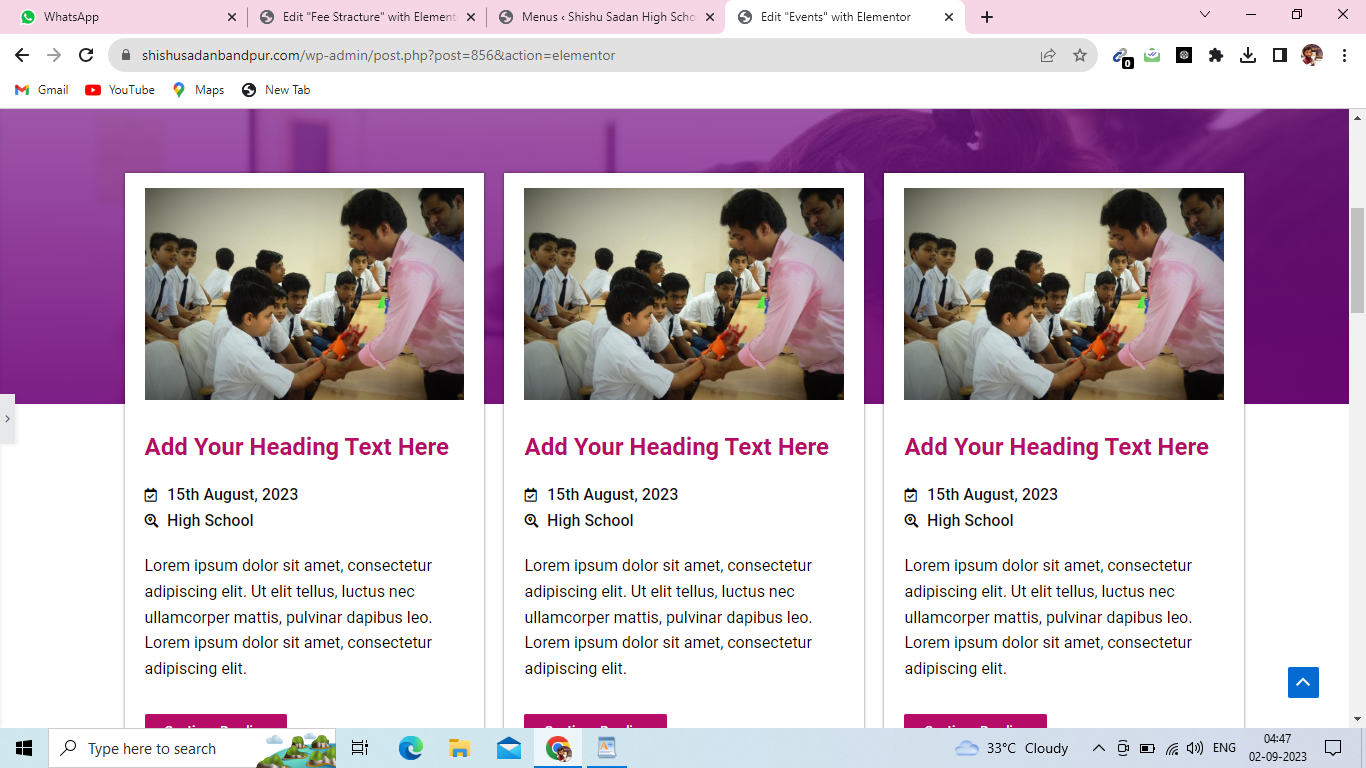 WhatsApp
Edit "Fee Stracture" with Element
Menus ‹ Shishu Sadan High Scho
Edit "Events" with Elementor
shishusadanbandpur.com/wp-admin/post.php?post=856&action=elementor
0
Gmail
YouTube
Maps
New Tab
Add Your Heading Text Here
15th August, 2023
High School
Lorem ipsum dolor sit amet, consectetur
adipiscing elit. Ut elit tellus, luctus nec
ullamcorper mattis, pulvinar dapibus leo.
Lorem ipsum dolor sit amet, consectetur
adipiscing elit.
Add Your Heading Text Here
15th August, 2023
High School
Lorem ipsum dolor sit amet, consectetur
adipiscing elit. Ut elit tellus, luctus nec
ullamcorper mattis, pulvinar dapibus leo.
Lorem ipsum dolor sit amet, consectetur
adipiscing elit.
Add Your Heading Text Here
15th August, 2023
High School
Lorem ipsum dolor sit amet, consectetur
adipiscing elit. Ut elit tellus, luctus nec
ullamcorper mattis, pulvinar dapibus leo.
Lorem ipsum dolor sit amet, consectetur
adipiscing elit.
Type here to search
33°C Cloudy
ENG
04:47
02-09-2023